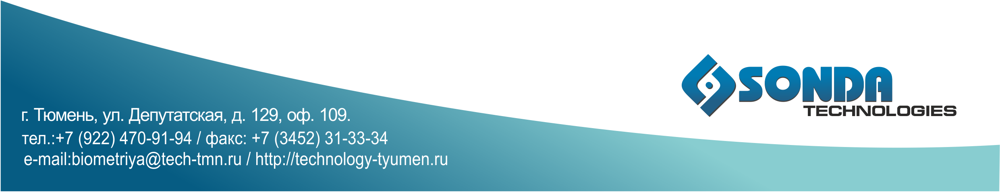 SONDA
TECHNOLOGIES
г. Тюмень, ул. Депутатская, д. 129, оф. 109.
тел.:+7 (922) 470-91-94 / факс: +7 (3452) 31-33-34
e-mail:biometriya@tech-tmn.ru / http://technology-tyumen.ru